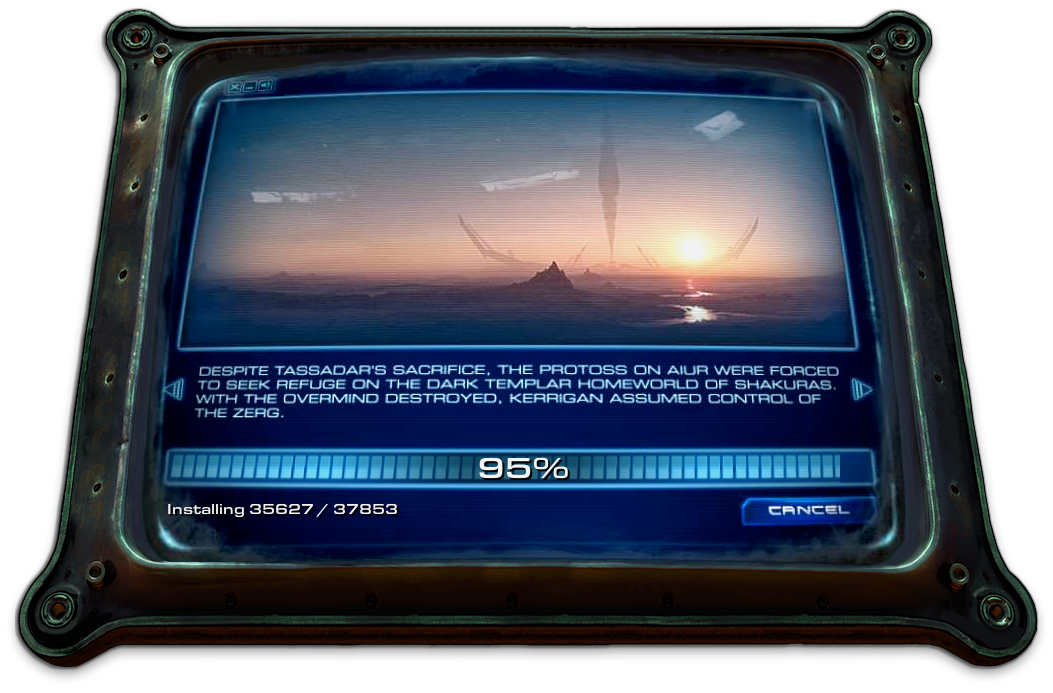 DESPITE TASSADAR'S SACRIFICE, THE PROTOSS ON AIUR WERE FORCED
TO SEEK REFUGE ON THE DARK TEMPLAR HOMEWORLD OF SHAKURAS.
WITH THE OVERMIND DESTROYED, KERRIGAN ASSUMED CONTROL OF
THE ZERG.
95%
Installing 35627 / 37853
CANCEL